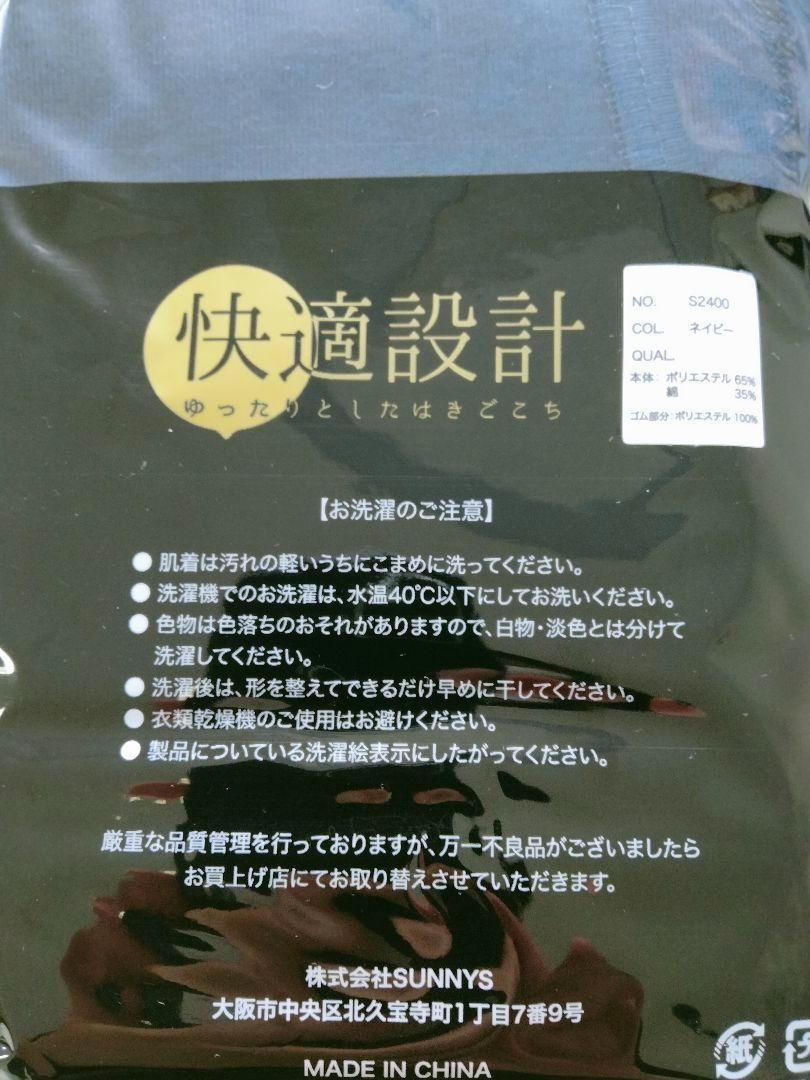 快適設計
ゆったりとしたはきごこち
NO. S2400
COL. ネイビー
QUAL.
本体: ポリエステル 65%
綿 35%
ゴム部分: ポリエステル 100%
【お洗濯のご注意】
● 肌着は汚れの軽いうちにこまめに洗ってください。
● 洗濯機でのお洗濯は、水温40℃以下にしてお洗いください。
● 色物は色落ちのおそれがありますので、白物・淡色とは分けて
洗濯してください。
● 洗濯後は、形を整えてできるだけ早めに干してください。
● 衣類乾燥機のご使用はお避けください。
● 製品についている洗濯絵表示にしたがってください。
厳重な品質管理を行っておりますが、万一不良品がございましたら
お買上げ店にてお取り替えさせていただきます。
株式会社SUNNYS
大阪市中央区北久宝寺町1丁目7番9号
MADE IN CHINA
紙